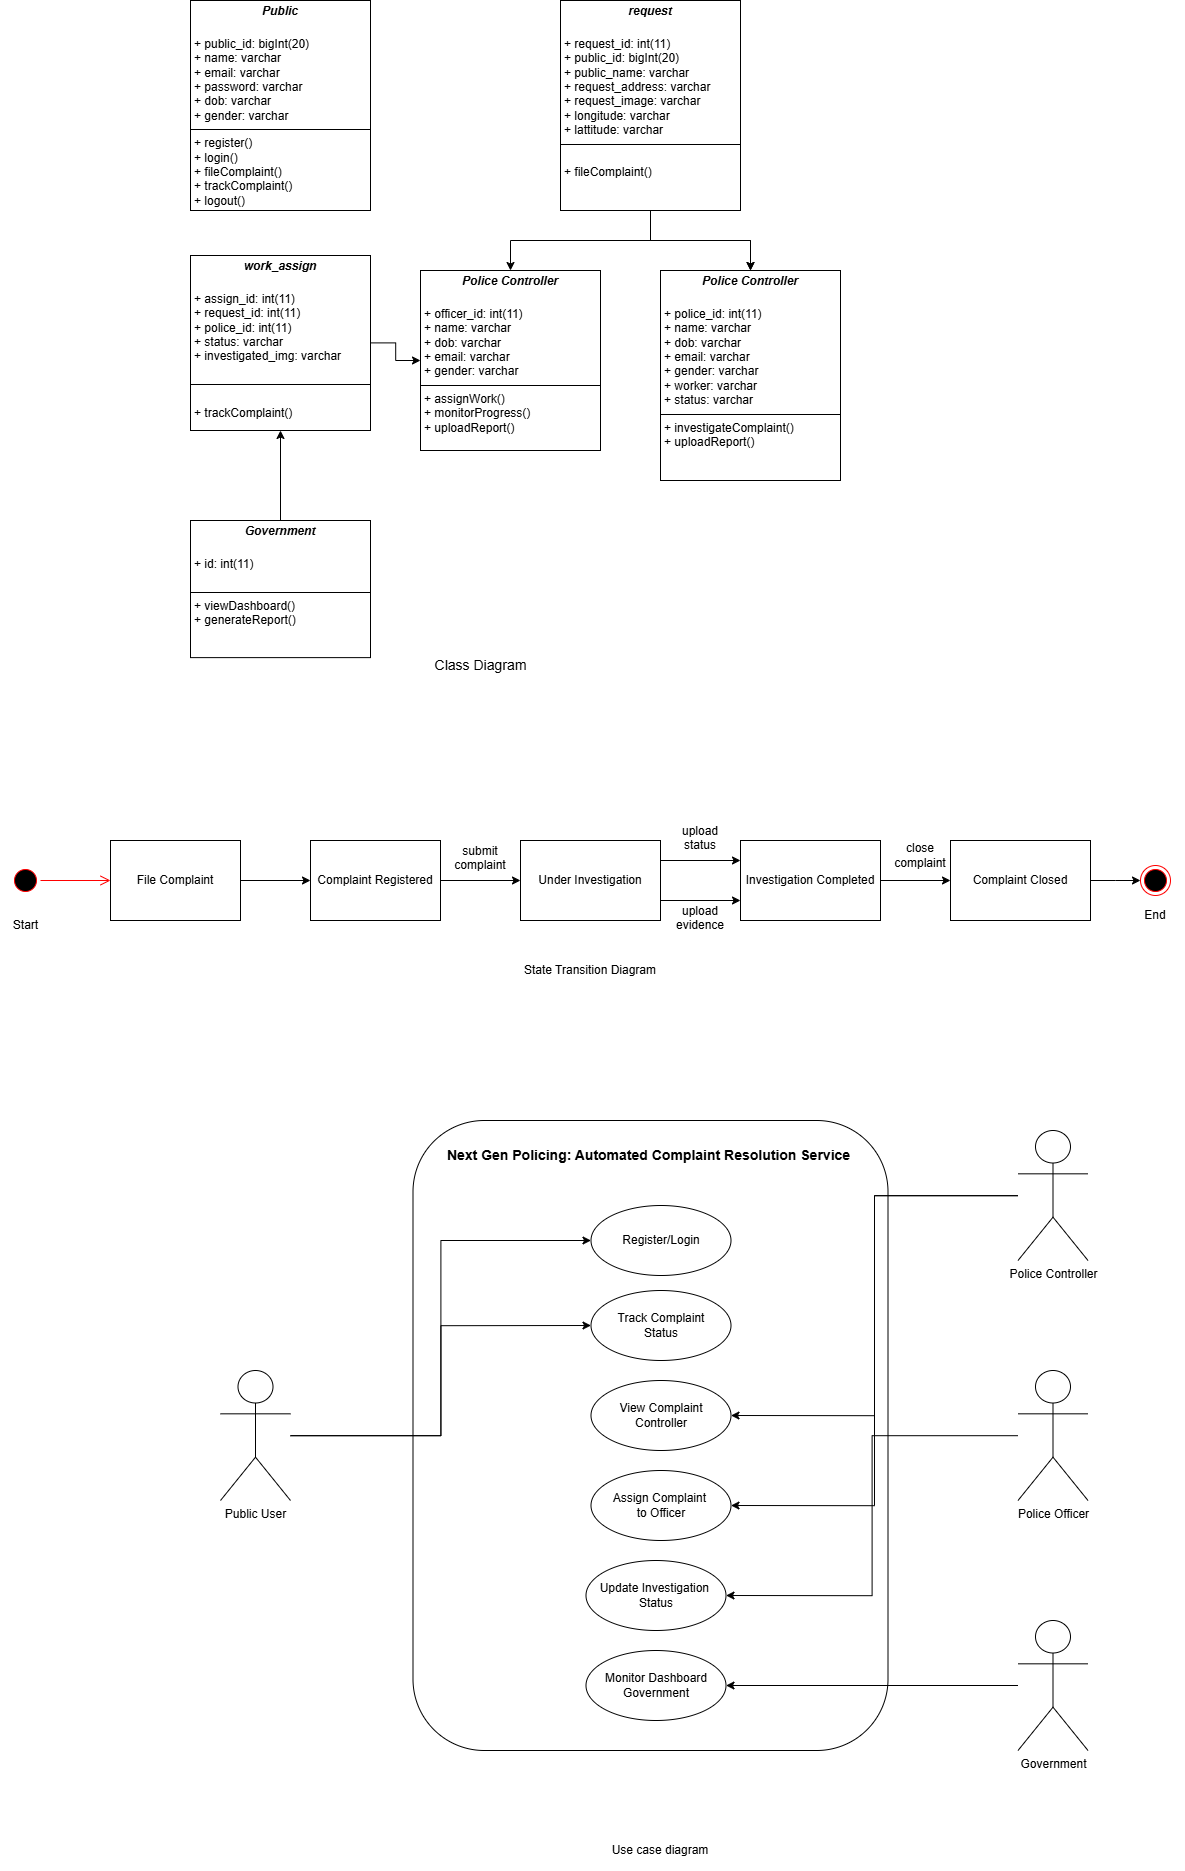 Public
+ public_id: bigInt(20)
+ name: varchar
+ email: varchar
+ password: varchar
+ dob: varchar
+ gender: varchar
+ register()
+ login()
+ fileComplaint()
+ trackComplaint()
+ logout()
request
+ request_id: int(11)
+ public_id: bigInt(20)
+ public_name: varchar
+ request_address: varchar
+ request_image: varchar
+ longitude: varchar
+ lattitude: varchar
+ fileComplaint()
work_assign
+ assign_id: int(11)
+ request_id: int(11)
+ police_id: int(11)
+ status: varchar
+ investigated_img: varchar
+ trackComplaint()
Police Controller
+ officer_id: int(11)
+ name: varchar
+ dob: varchar
+ email: varchar
+ gender: varchar
+ assignWork()
+ monitorProgress()
+ uploadReport()
Police Controller
+ police_id: int(11)
+ name: varchar
+ dob: varchar
+ email: varchar
+ gender: varchar
+ worker: varchar
+ status: varchar
+ investigateComplaint()
+ uploadReport()
Government
+ id: int(11)
+ viewDashboard()
+ generateReport()
Class Diagram
Start
File Complaint
Complaint Registered
submit
complaint
Under Investigation
upload
status
upload
evidence
Investigation Completed
close
complaint
Complaint Closed
End
State Transition Diagram
Next Gen Policing: Automated Complaint Resolution Service
Register/Login
Track Complaint
Status
View Complaint
Controller
Assign Complaint
to Officer
Update Investigation
Status
Monitor Dashboard
Government
Public User
Police Controller
Police Officer
Government
Use case diagram